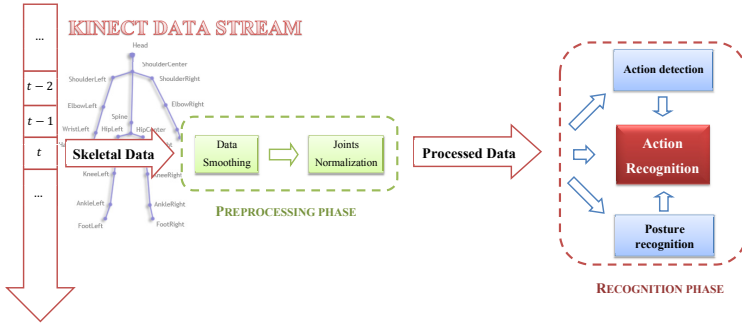 KINECT DATA STREAM
...
t − 2
t − 1
t
...
Head
ShoulderCenter
ShoulderLeft
ShoulderRight
ElbowLeft
ElbowRight
Spine
WristLeft
HipLeft
HipCenter
Skeletal Data
KneeLeft
KneeRight
AnkleLeft
AnkleRight
FootLeft
FootRight
Data
Smoothing
Joints
Normalization
PREPROCESSING PHASE
Processed Data
Action detection
Action
Recognition
Posture
recognition
RECOGNITION PHASE